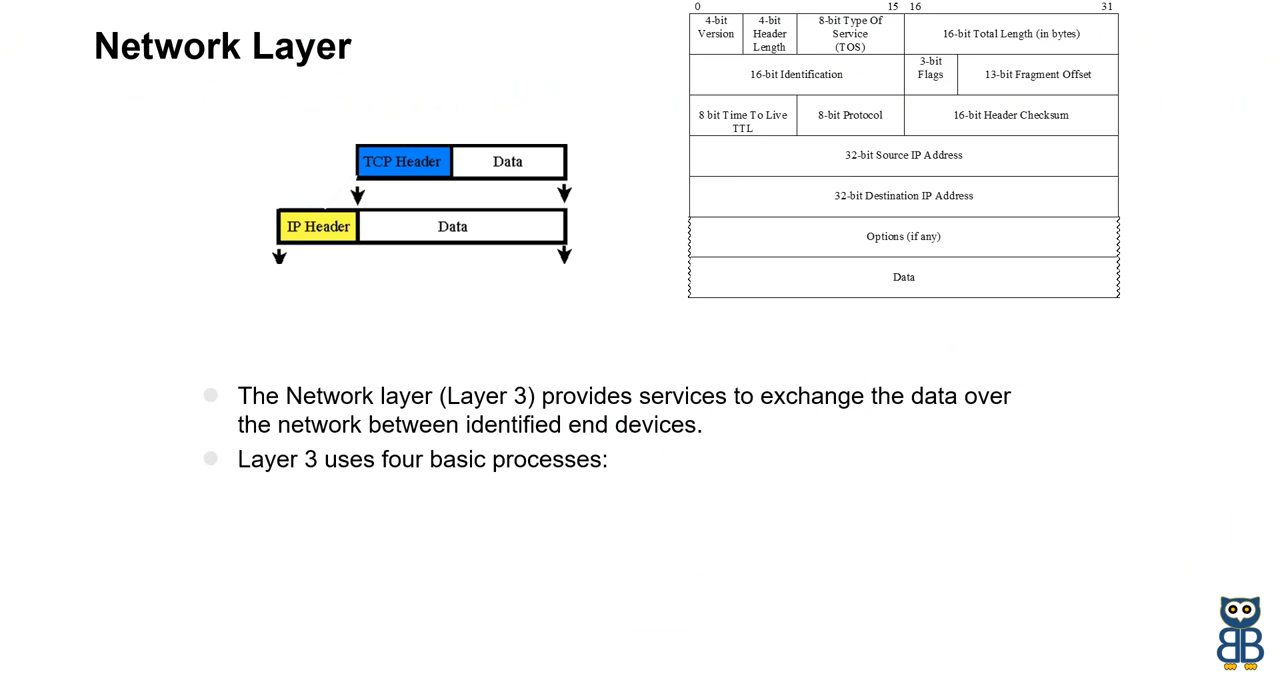 Network Layer
0 15 16 31
4-bit Version
4-bit Header Length
8-bit Type Of Service (TOS)
16-bit Total Length (in bytes)
16-bit Identification
3-bit Flags
13-bit Fragment Offset
8 bit Time To Live TTL
8-bit Protocol
16-bit Header Checksum
32-bit Source IP Address
32-bit Destination IP Address
Options (if any)
Data
TCP Header Data
IP Header Data
The Network layer (Layer 3) provides services to exchange the data over
the network between identified end devices.
Layer 3 uses four basic processes:
BB